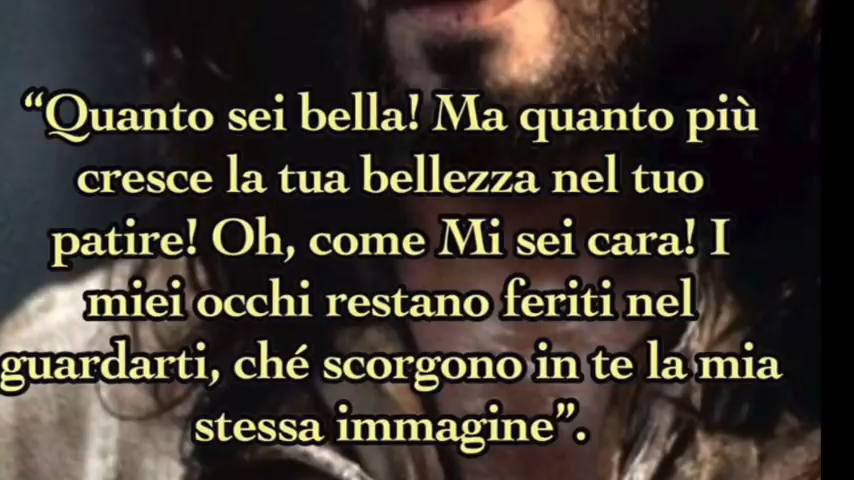 “Quanto sei bella! Ma quanto più
cresce la tua bellezza nel tuo
patire! Oh, come Mi sei cara! I
miei occhi restano feriti nel
guardarti, ché scorgono in te la mia
stessa immagine”.